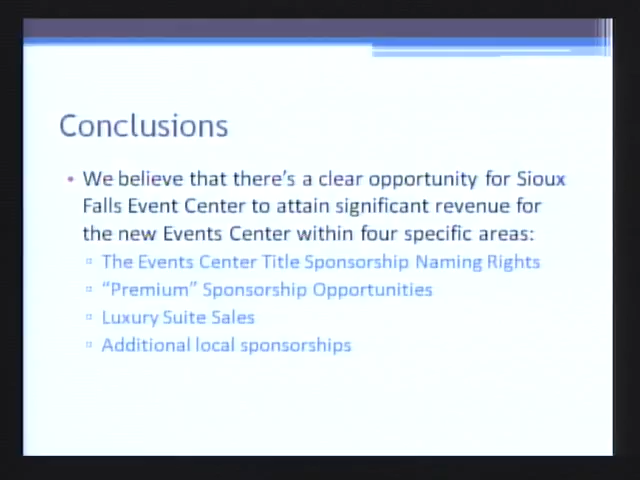 Conclusions
• We believe that there's a clear opportunity for Sioux
Falls Event Center to attain significant revenue for
the new Events Center within four specific areas:
▫ The Events Center Title Sponsorship Naming Rights
▫ "Premium" Sponsorship Opportunities
▫ Luxury Suite Sales
▫ Additional local sponsorships